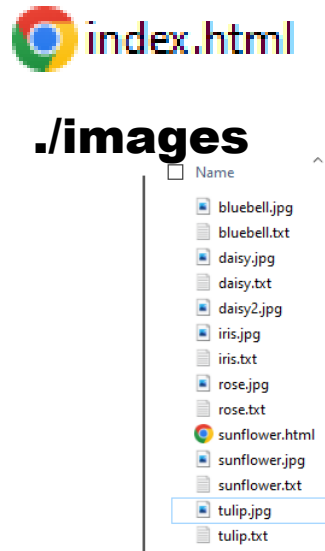 index.html
./images
Name
bluebell.jpg
bluebell.txt
daisy.jpg
daisy.txt
daisy2.jpg
iris.jpg
iris.txt
rose.jpg
rose.txt
sunflower.html
sunflower.jpg
sunflower.txt
tulip.jpg
tulip.txt